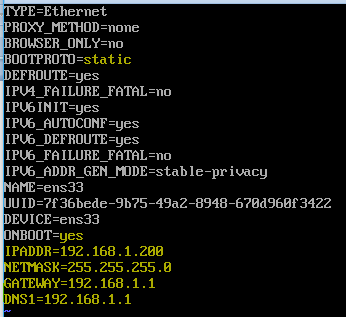 TYPE=Ethernet
PROXY_METHOD=none
BROWSER_ONLY=no
BOOTPROTO=static
DEFROUTE=yes
IPV4_FAILURE_FATAL=no
IPV6INIT=yes
IPV6_AUTOCONF=yes
IPV6_DEFROUTE=yes
IPV6_FAILURE_FATAL=no
IPV6_ADDR_GEN_MODE=stable-privacy
NAME=ens33
UUID=7f36bede-9b75-49a2-8948-670d960f3422
DEVICE=ens33
ONBOOT=yes
IPADDR=192.168.1.200
NETMASK=255.255.255.0
GATEWAY=192.168.1.1
DNS1=192.168.1.1
~